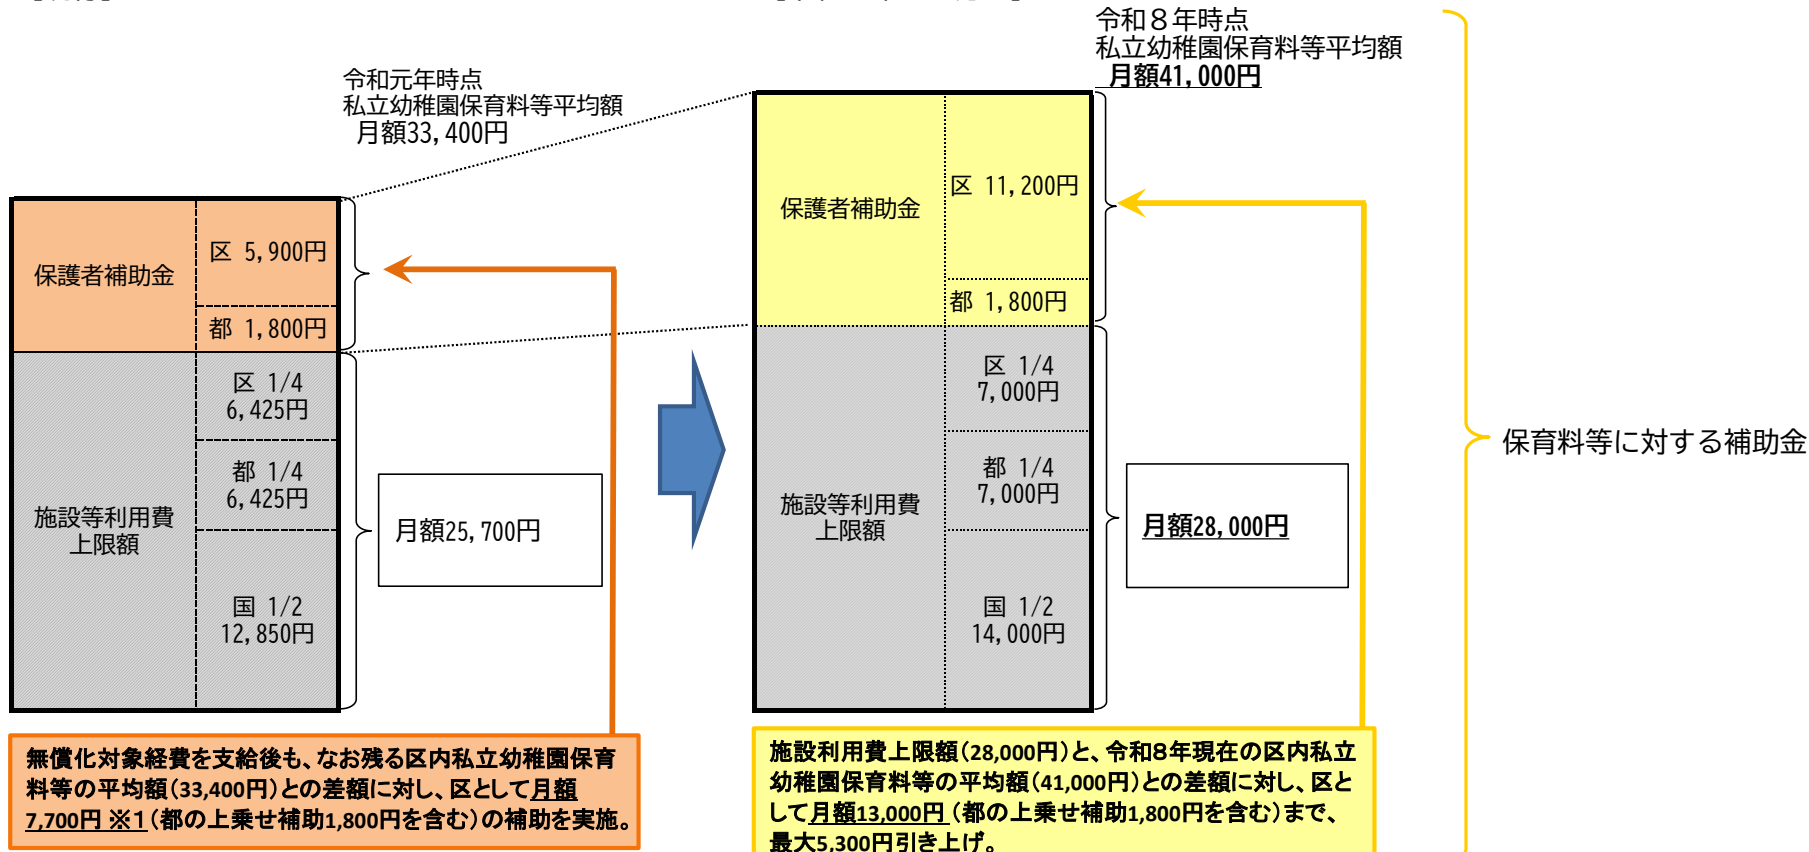 令和元年時点
私立幼稚園保育料等平均額
月額33,400円
保護者補助金
区 5,900円
都 1,800円
施設等利用費
上限額
区 1/4
6,425円
都 1/4
6,425円
国 1/2
12,850円
月額25,700円
無償化対象経費を支給後も、なお残る区内私立幼稚園保育
料等の平均額（33,400円）との差額に対し、区として月額
7,700円 ※1（都の上乗せ補助1,800円を含む）の補助を実施。
令和８年時点
私立幼稚園保育料等平均額
月額41,000円
保護者補助金
区 11,200円
都 1,800円
施設等利用費
上限額
区 1/4
7,000円
都 1/4
7,000円
国 1/2
14,000円
月額28,000円
施設利用費上限額（28,000円）と、令和８年現在の区内私立
幼稚園保育料等の平均額（41,000円）との差額に対し、区と
して月額13,000円（都の上乗せ補助1,800円を含む）まで、
最大5,300円引き上げ。
保育料等に対する補助金